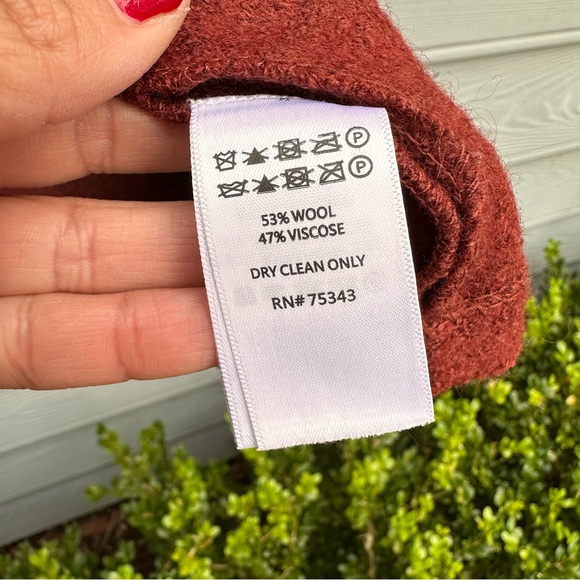 P
P
53% WOOL
47% VISCOSE
DRY CLEAN ONLY
RN# 75343